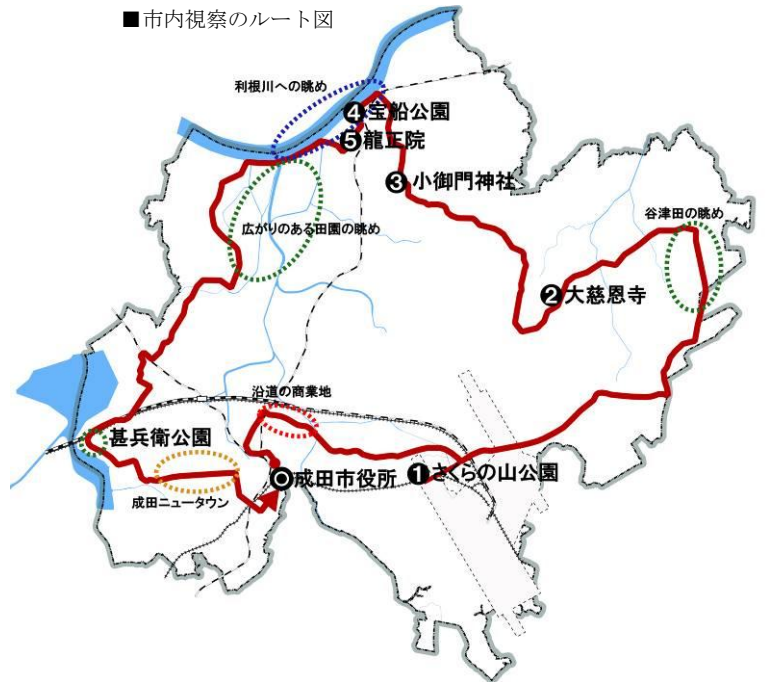 ■市内視察のルート図
利根川への眺め
❹宝船公園
❺龍正院
❸小御門神社
谷津田の眺め
広がりのある田園の眺め
❷大慈恩寺
沿道の商業地
甚兵衛公園
◎成田市役所
❶さくらの山公園
成田ニュータウン